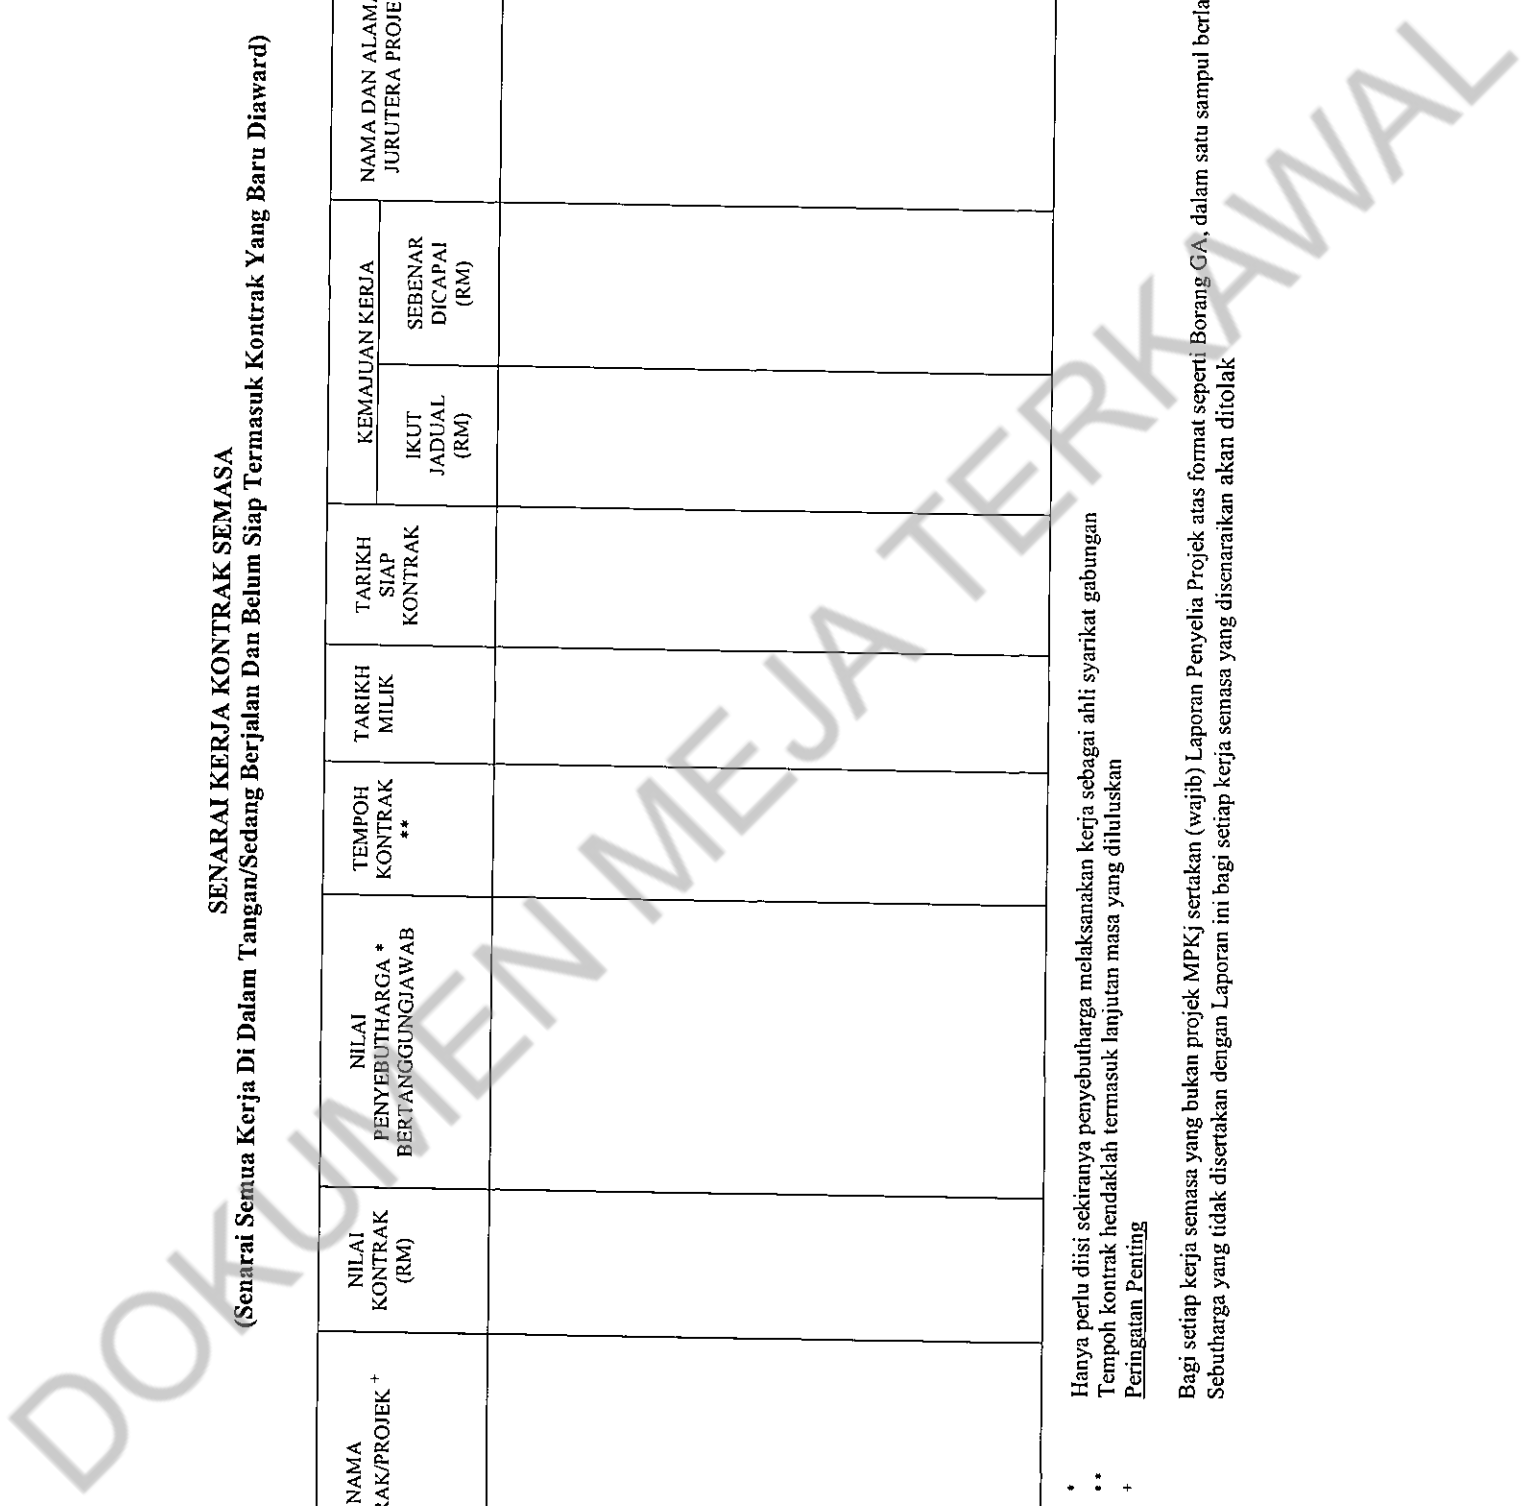 SENARAI KERJA KONTRAK SEMASA
(Senarai Semua Kerja Di Dalam Tangan/Sedang Berjalan Dan Belum Siap Termasuk Kontrak Yang Baru Diaward)
NAMA
RAK/PROJEK +
NILAI
KONTRAK
(RM)
NILAI
PENYEBUTHARGA *
BERTANGGUNGJAWAB
TEMPOH
KONTRAK
**
TARIKH
MILIK
TARIKH
SIAP
KONTRAK
KEMAJUAN KERJA
IKUT
JADUAL
(RM)
SEBENAR
DICAPAI
(RM)
NAMA DAN ALAMA
JURUTERA PROJE
* Hanya perlu diisi sekiranya penyebutharga melaksanakan kerja sebagai ahli syarikat gabungan
** Tempoh kontrak hendaklah termasuk lanjutan masa yang diluluskan
+ Peringatan Penting
Bagi setiap kerja semasa yang bukan projek MPKj sertakan (wajib) Laporan Penyelia Projek atas format seperti Borang GA, dalam satu sampul berla
Sebutharga yang tidak disertakan dengan Laporan ini bagi setiap kerja semasa yang disenaraikan akan ditolak
DOKUMEN MEJA TERKAWAL